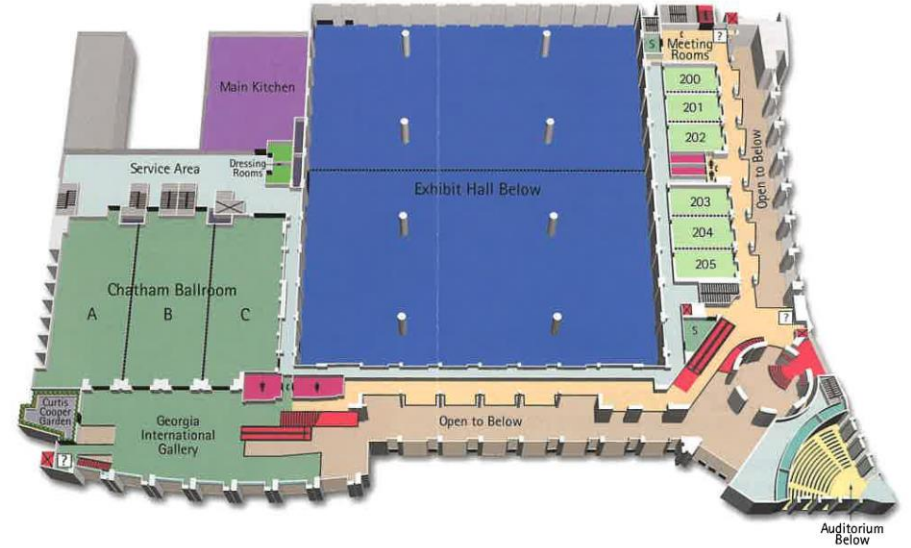 Main Kitchen
Service Area
Dressing
Rooms
Exhibit Hall Below
S
?
Meeting
Rooms
200
201
202
203
204
205
Open to Below
?
S
Chatham Ballroom
A
B
C
Curtis
Cooper
Garden
Georgia
International
Gallery
Open to Below
?
Auditorium
Below